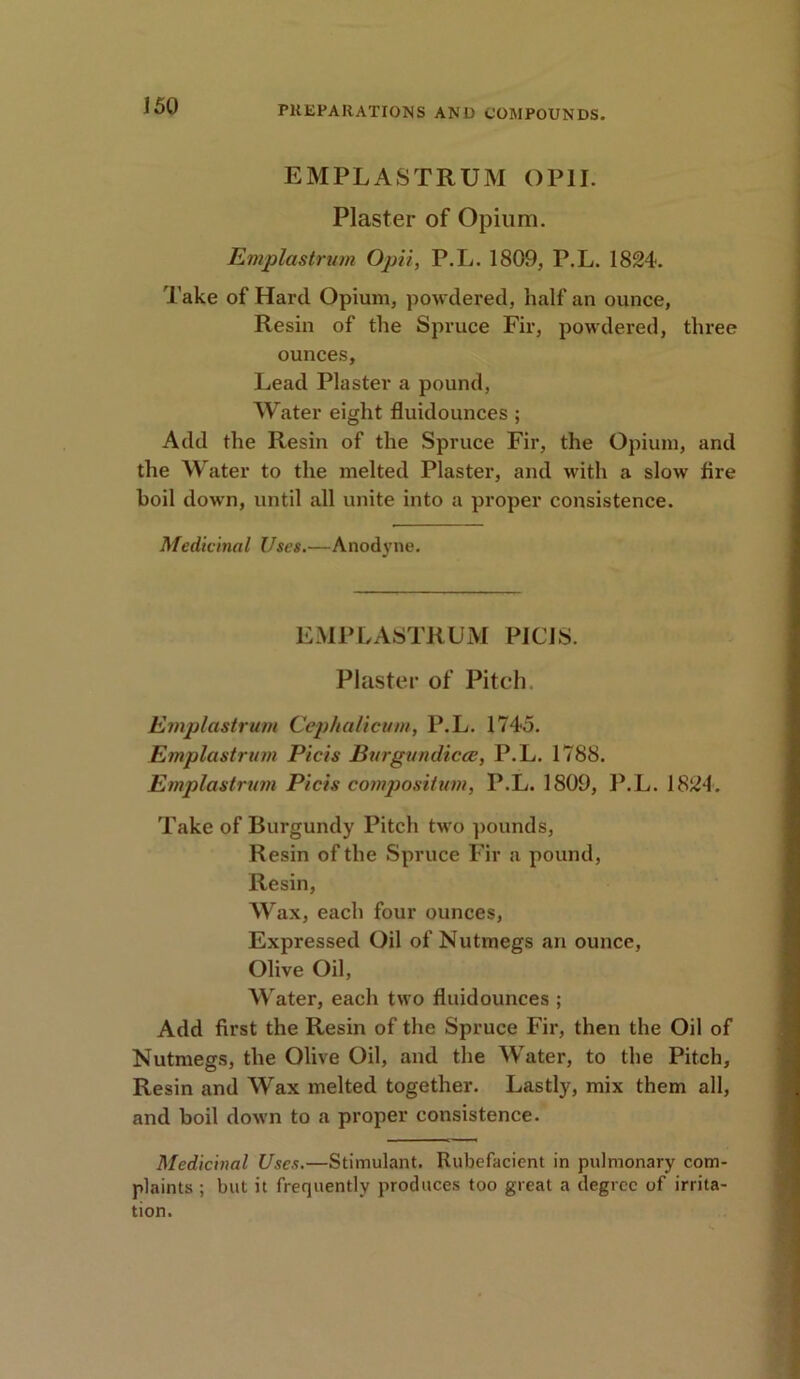 150
PREPARATIONS AND COMPOUNDS.
EMPLASTRUM OPII.
Plaster of Opium.
Emplastrum Opii, P.L. 1809, P.L. 1824.
Take of Hard Opium, powdered, half an ounce,
Resin of the Spruce Fir, powdered, three
ounces,
Lead Plaster a pound,
Water eight fluidounces ;
Add the Resin of the Spruce Fir, the Opium, and
the Water to the melted Plaster, and with a slow fire
boil down, until all unite into a proper consistence.
Medicinal Uses.—Anodyne.
EMPLASTRUM PICIS.
Plaster of Pitch.
Emplastrum Cephalicum, P.L. 1745.
Emplastrum Picis Burgundicæ, P.L. 1788.
Emplastrum Picis compositum, P.L. 1809, P.L. 1824.
Take of Burgundy Pitch two pounds,
Resin of the Spruce Fir a pound,
Resin,
Wax, each four ounces,
Expressed Oil of Nutmegs an ounce,
Olive Oil,
Water, each two fluidounces ;
Add first the Resin of the Spruce Fir, then the Oil of
Nutmegs, the Olive Oil, and the Water, to the Pitch,
Resin and Wax melted together. Lastly, mix them all,
and boil down to a proper consistence.
Medicinal Uses.—Stimulant. Rubefacient in pulmonary com-
plaints ; but it frequently produces too great a degree of irrita-
tion.